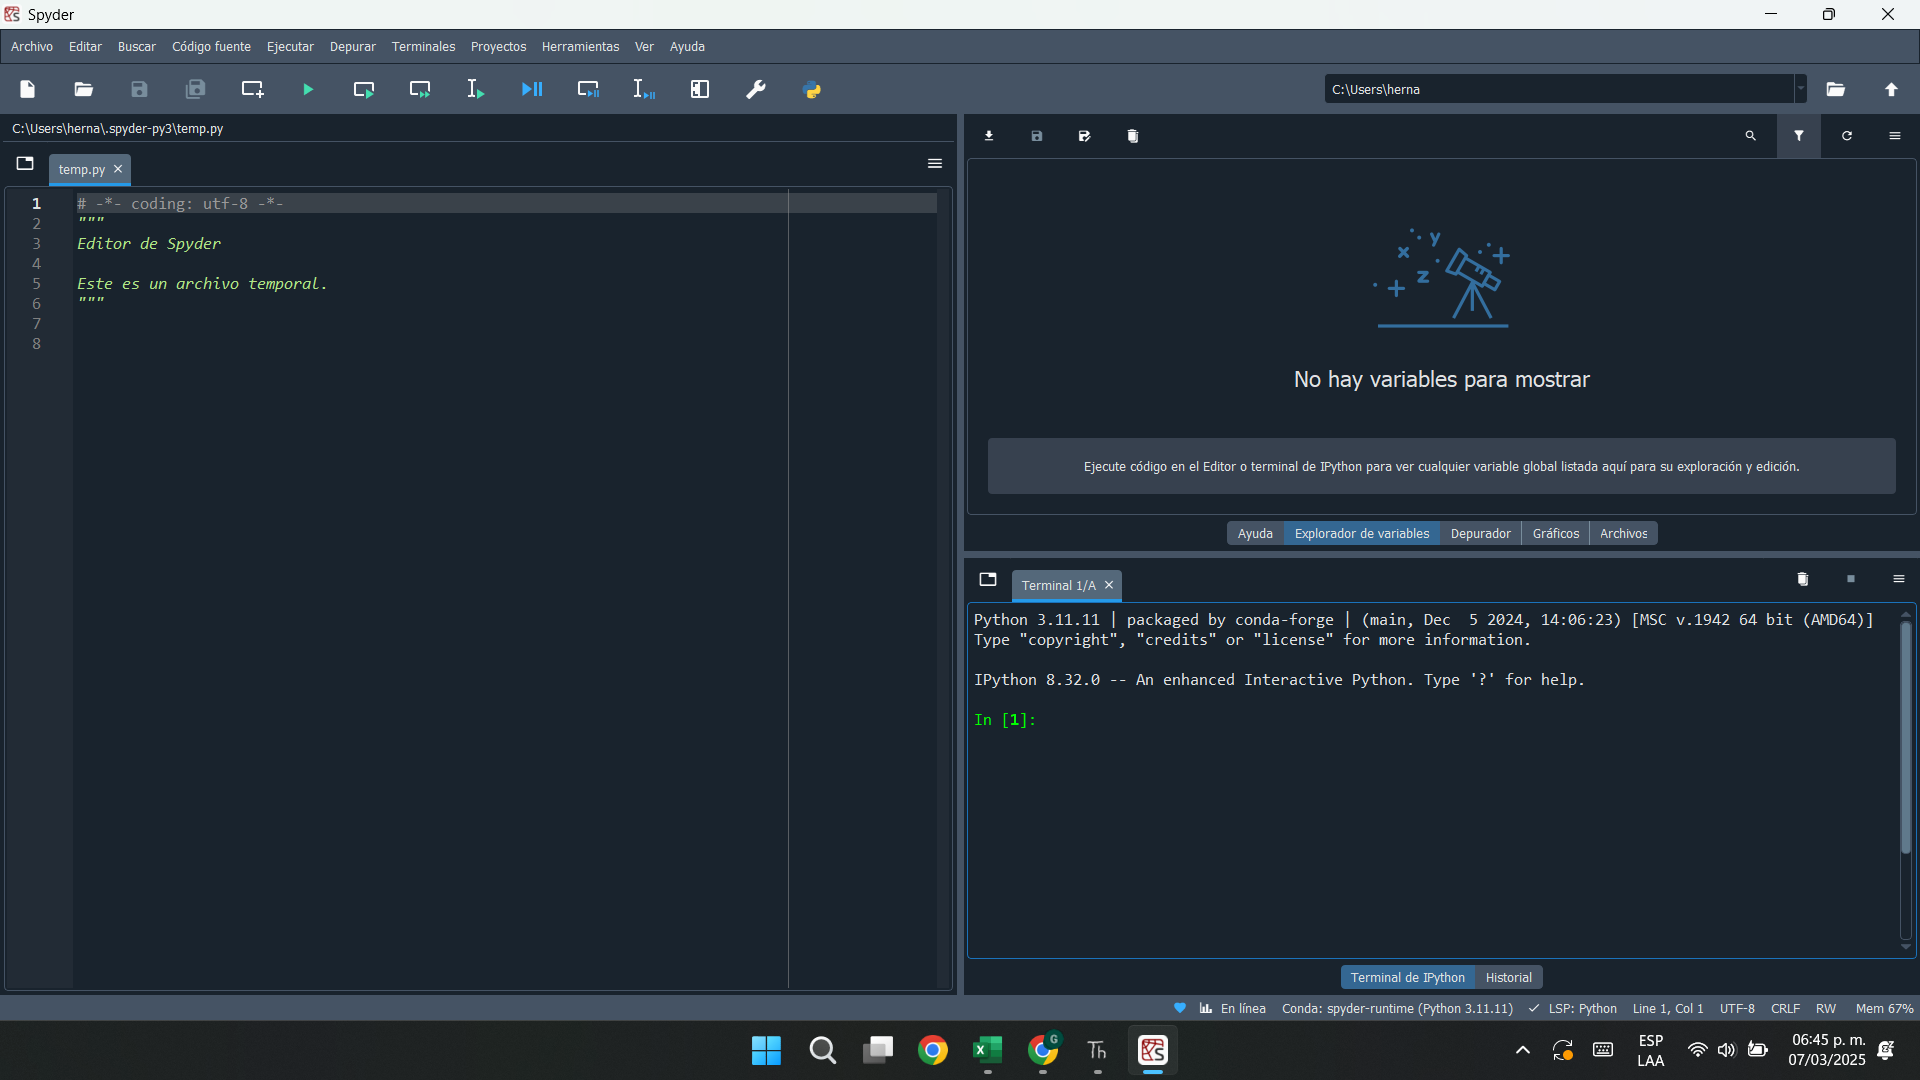 Spyder
Archivo Editar Buscar Código fuente Ejecutar Depurar Terminales Proyectos Herramientas Ver Ayuda
C:\Users\herna
C:\Users\herna\.spyder-py3\temp.py
temp.py
1 # -*- coding: utf-8 -*-
2 """
3 Editor de Spyder
4
5 Este es un archivo temporal.
6 """
7
8
x y z
No hay variables para mostrar
Ejecute código en el Editor o terminal de IPython para ver cualquier variable global listada aquí para su exploración y edición.
Ayuda Explorador de variables Depurador Gráficos Archivos
Terminal 1/A
Python 3.11.11 | packaged by conda-forge | (main, Dec  5 2024, 14:06:23) [MSC v.1942 64 bit (AMD64)]
Type "copyright", "credits" or "license" for more information.
IPython 8.32.0 -- An enhanced Interactive Python. Type '?' for help.
In [1]:
Terminal de IPython Historial
En línea Conda: spyder-runtime (Python 3.11.11) LSP: Python Line 1, Col 1 UTF-8 CRLF RW Mem 67%
G
Th
ESP
LAA
06:45 p. m.
07/03/2025